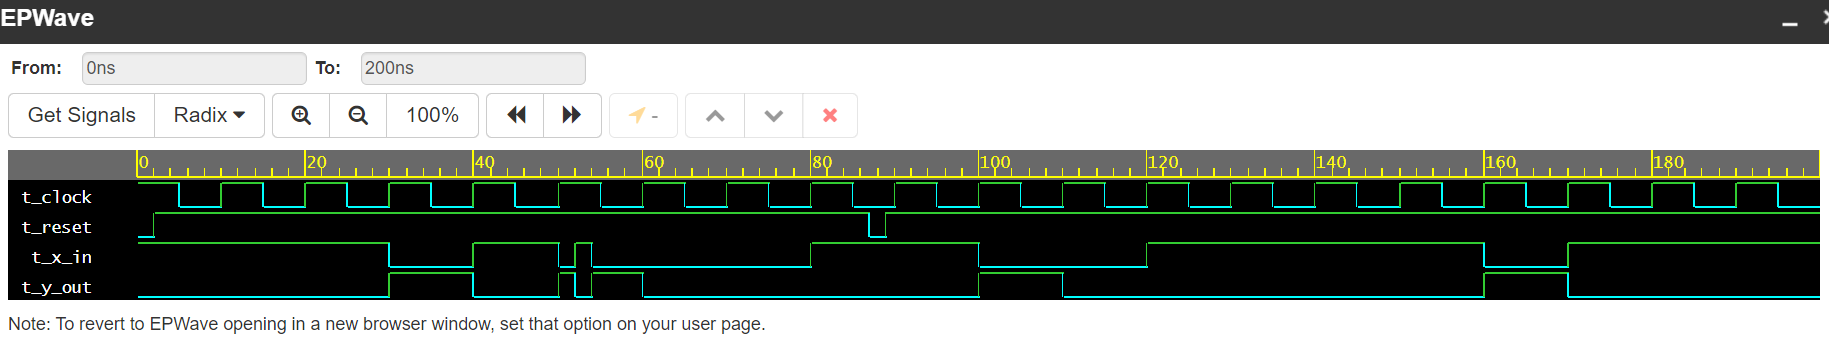 EPWave
From: 0ns To: 200ns
Get Signals Radix 100% -
0 20 40 60 80 100 120 140 160 180
t_clock
t_reset
t_x_in
t_y_out
Note: To revert to EPWave opening in a new browser window, set that option on your user page.